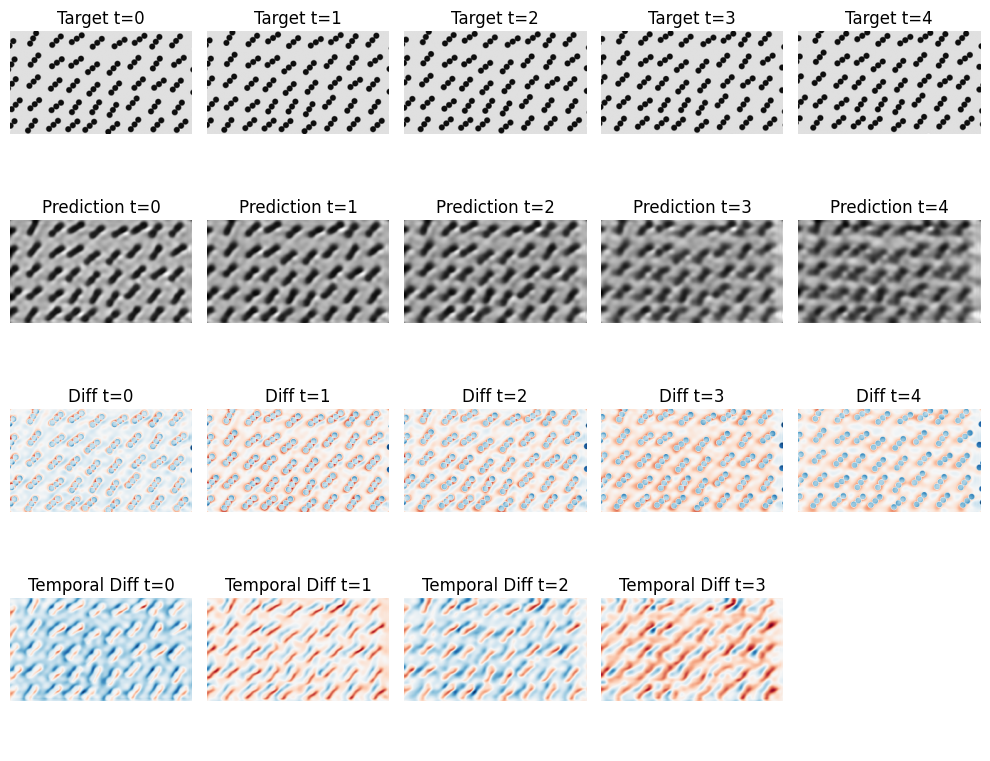 Target t=0 Target t=1 Target t=2 Target t=3 Target t=4
Prediction t=0 Prediction t=1 Prediction t=2 Prediction t=3 Prediction t=4
Diff t=0 Diff t=1 Diff t=2 Diff t=3 Diff t=4
Temporal Diff t=0 Temporal Diff t=1 Temporal Diff t=2 Temporal Diff t=3